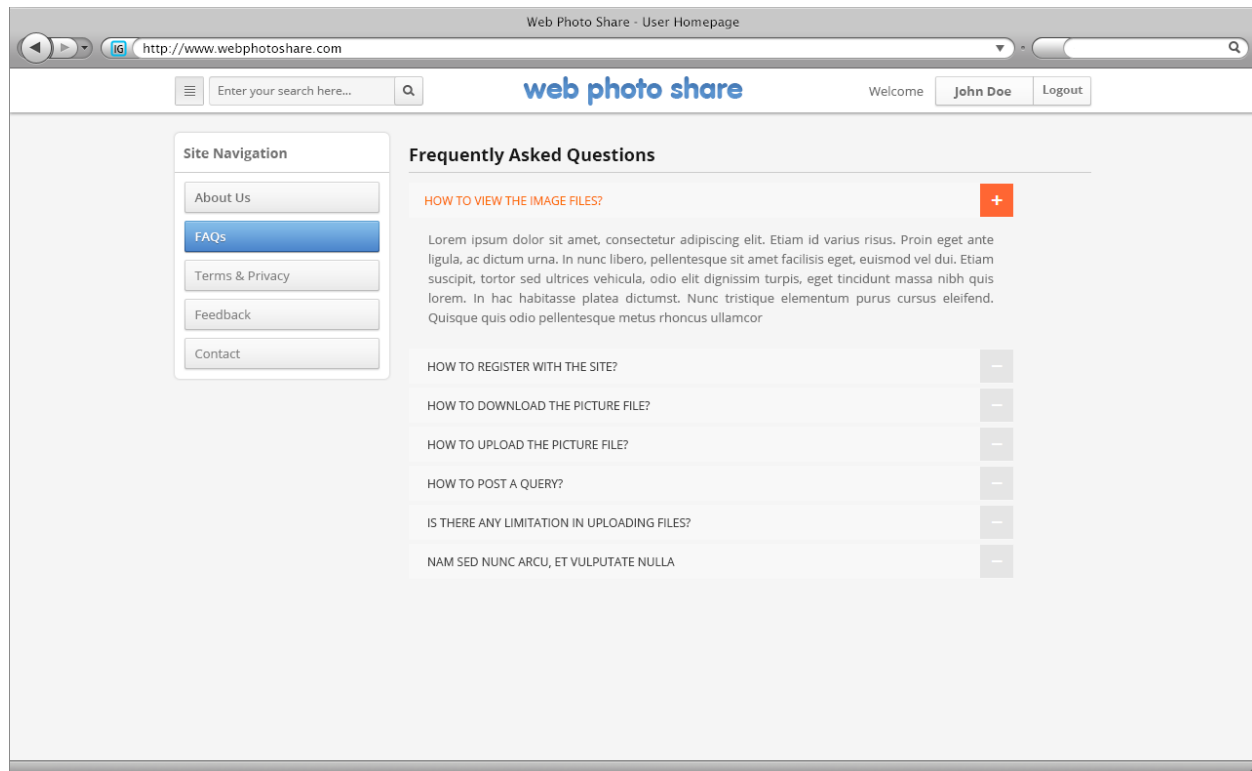 Web Photo Share - User Homepage
IG http://www.webphotoshare.com
Enter your search here... web photo share Welcome John Doe Logout
Site Navigation
About Us
FAQs
Terms & Privacy
Feedback
Contact
Frequently Asked Questions
HOW TO VIEW THE IMAGE FILES? +
Lorem ipsum dolor sit amet, consectetur adipiscing elit. Etiam id varius risus. Proin eget ante
ligula, ac dictum urna. In nunc libero, pellentesque sit amet facilisis eget, euismod vel dui. Etiam
suscipit, tortor sed ultrices vehicula, odio elit dignissim turpis, eget tincidunt massa nibh quis
lorem. In hac habitasse platea dictumst. Nunc tristique elementum purus cursus eleifend.
Quisque quis odio pellentesque metus rhoncus ullamcor
HOW TO REGISTER WITH THE SITE? −
HOW TO DOWNLOAD THE PICTURE FILE? −
HOW TO UPLOAD THE PICTURE FILE? −
HOW TO POST A QUERY? −
IS THERE ANY LIMITATION IN UPLOADING FILES? −
NAM SED NUNC ARCU, ET VULPUTATE NULLA −